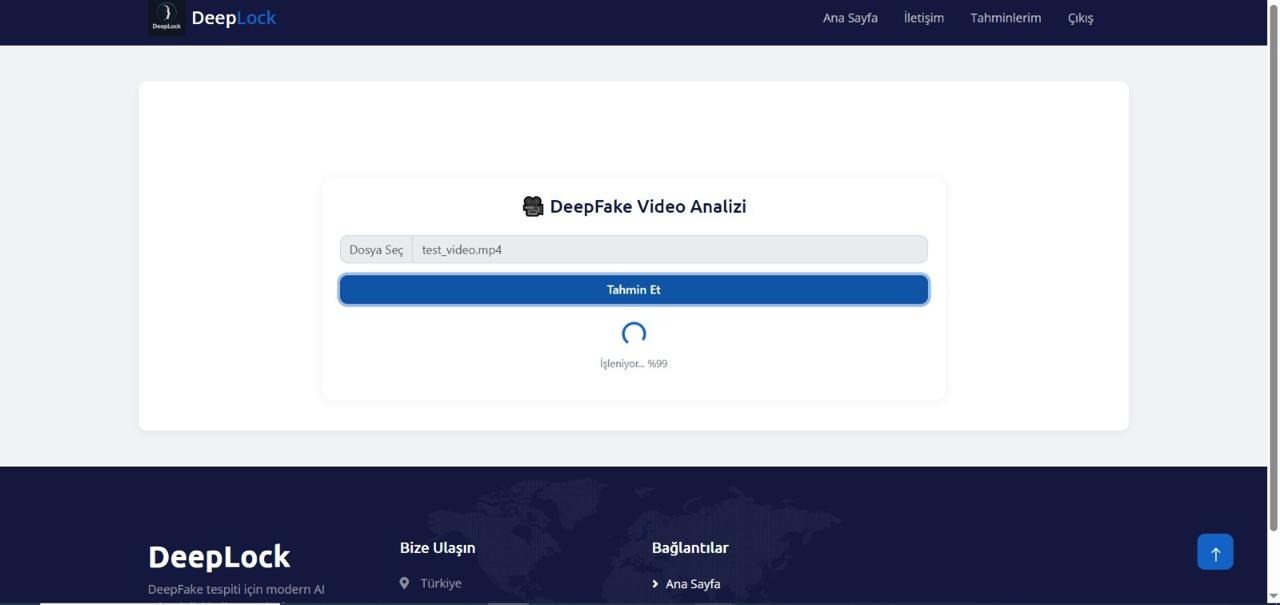 DeepLock
DeepLock
Ana Sayfa
İletişim
Tahminlerim
Çıkış
DeepFake Video Analizi
Dosya Seç
test_video.mp4
Tahmin Et
İşleniyor... %99
DeepLock
DeepFake tespiti için modern AI
Bize Ulaşın
Türkiye
Bağlantılar
Ana Sayfa